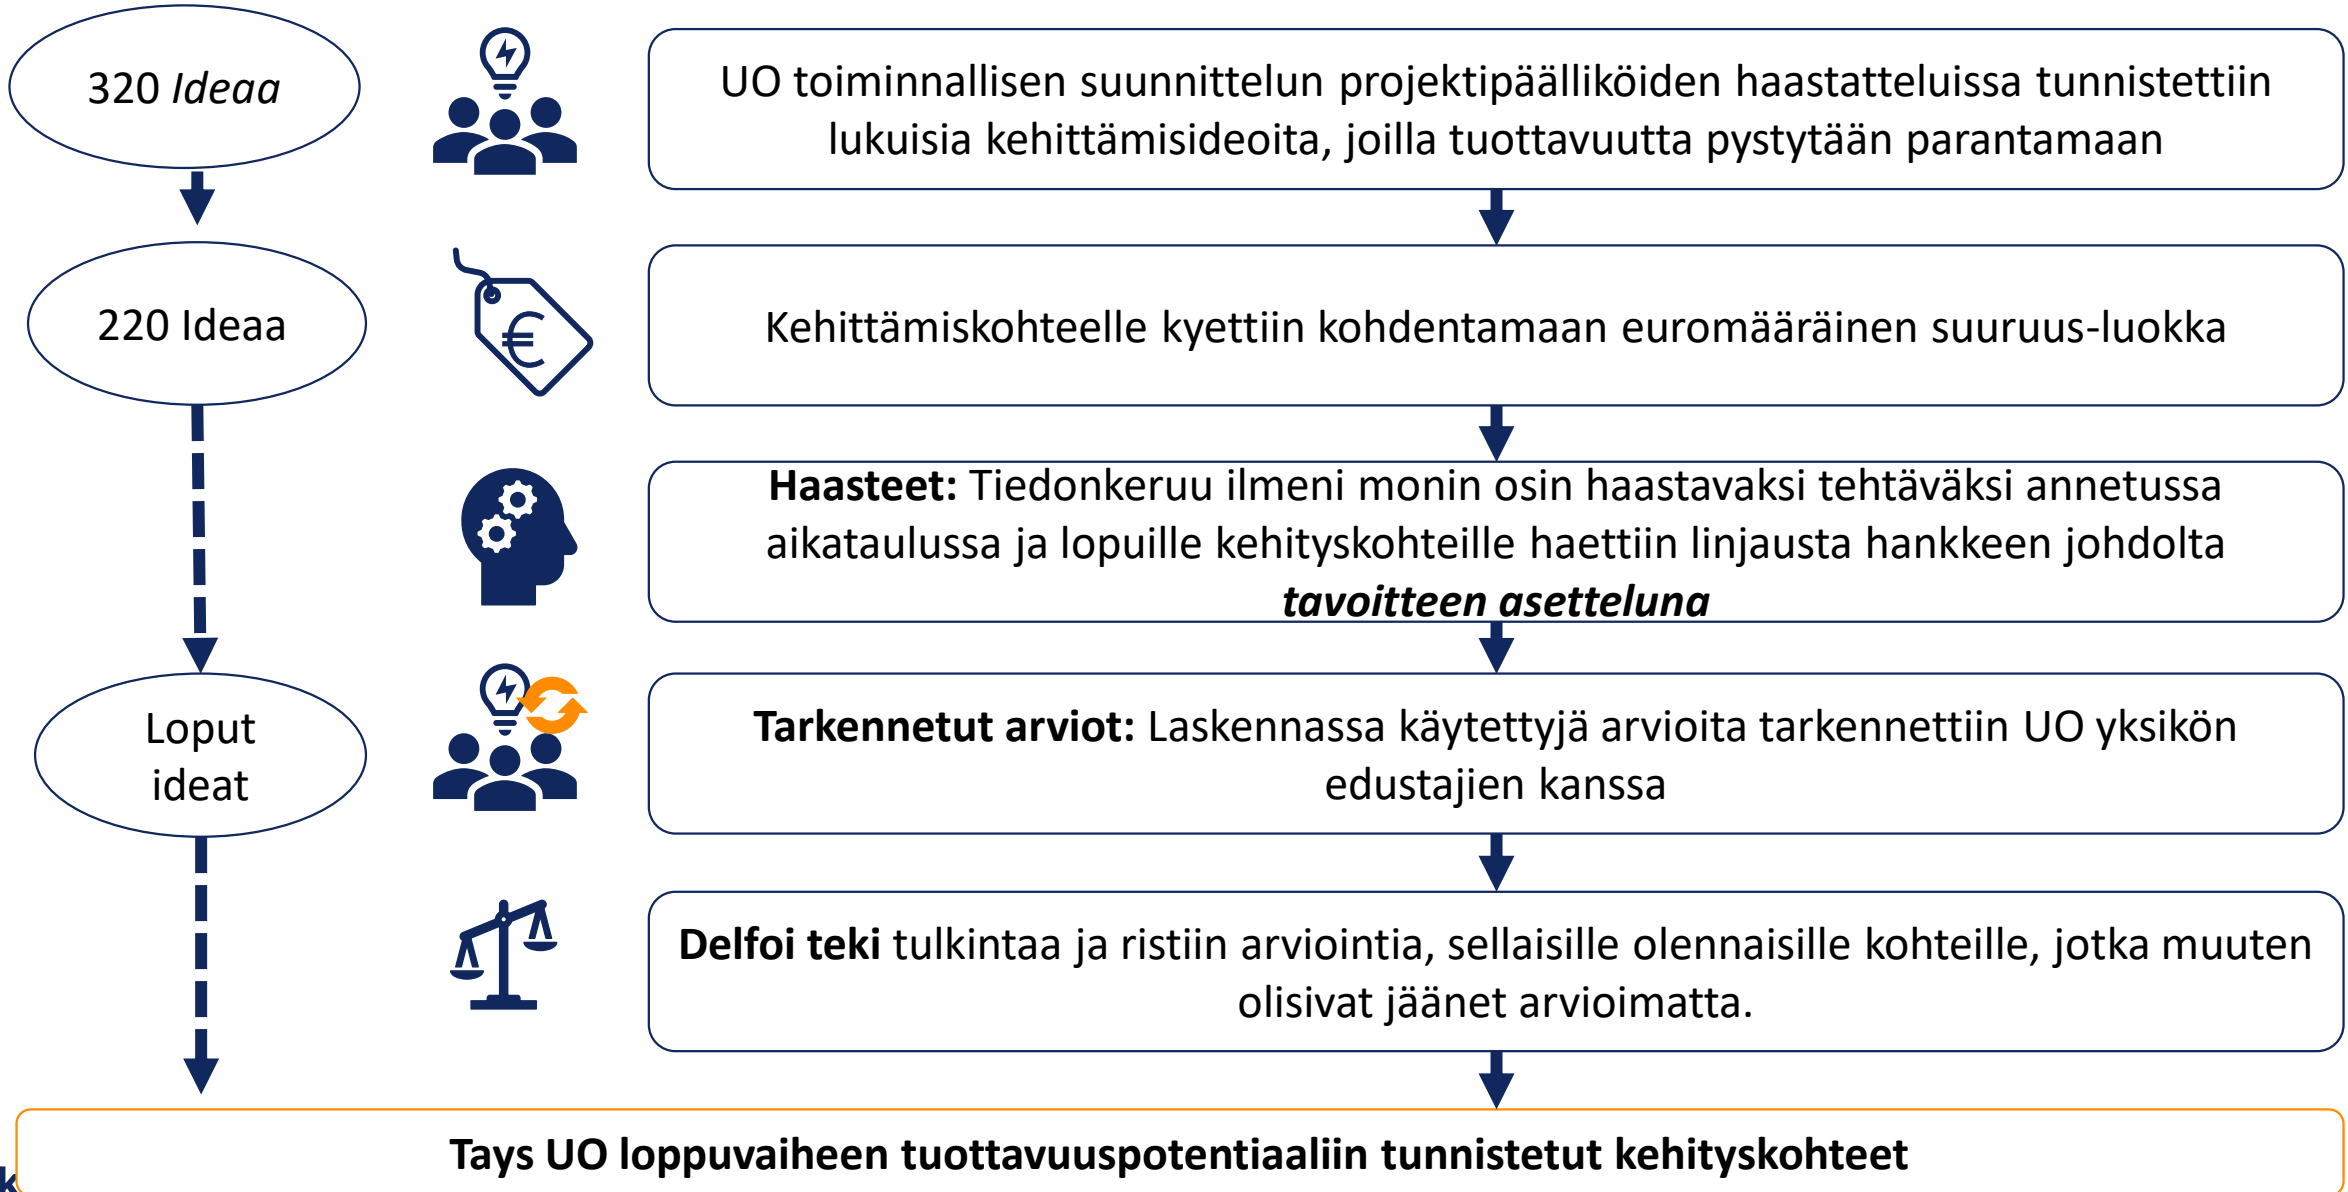 320 Ideaa
UO toiminnallisen suunnittelun projektipäälliköiden haastatteluissa tunnistettiin
lukuisia kehittämisideoita, joilla tuottavuutta pystytään parantamaan
220 Ideaa
€
Kehittämiskohteelle kyettiin kohdentamaan euromääräinen suuruus-luokka
Haasteet: Tiedonkeruu ilmeni monin osin haastavaksi tehtäväksi annetussa
aikataulussa ja lopuille kehityskohteille haettiin linjausta hankkeen johdolta
tavoitteen asetteluna
Loput
ideat
Tarkennetut arviot: Laskennassa käytettyjä arvioita tarkennettiin UO yksikön
edustajien kanssa
Delfoi teki tulkintaa ja ristiin arviointia, sellaisille olennaisille kohteille, jotka muuten
olisivat jäänet arvioimatta.
Tays UO loppuvaiheen tuottavuuspotentiaaliin tunnistetut kehityskohteet